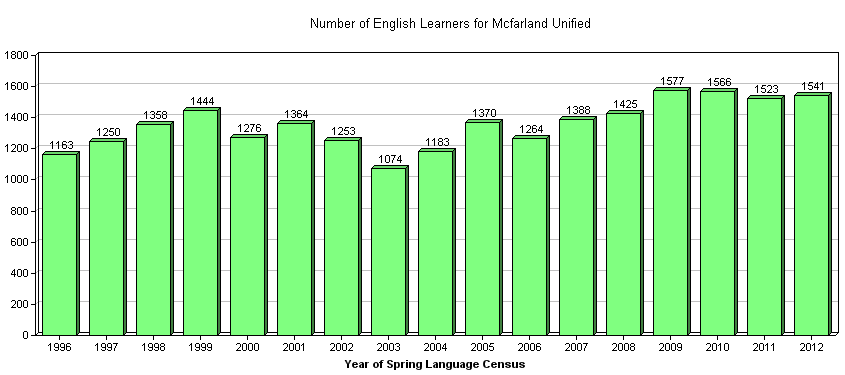 Number of English Learners for Mcfarland Unified
1800
1600
1400
1200
1000
800
600
400
200
0
1163 1250 1358 1444 1276 1364 1253 1074 1183 1370 1264 1388 1425 1577 1566 1523 1541
1996 1997 1998 1999 2000 2001 2002 2003 2004 2005 2006 2007 2008 2009 2010 2011 2012
Year of Spring Language Census